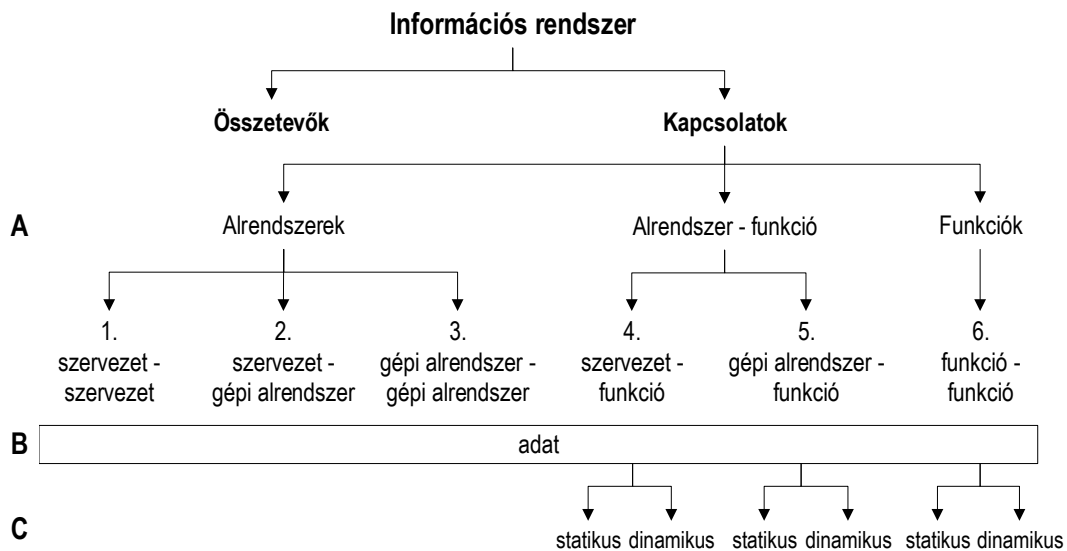 Információs rendszer
Összetevők Kapcsolatok
A Alrendszerek Alrendszer - funkció Funkciók
1. 2. 3. 4. 5. 6.
szervezet - szervezet - gépi alrendszer - szervezet - gépi alrendszer - funkció -
szervezet gépi alrendszer gépi alrendszer funkció funkció funkció
B adat
C statikus dinamikus statikus dinamikus statikus dinamikus